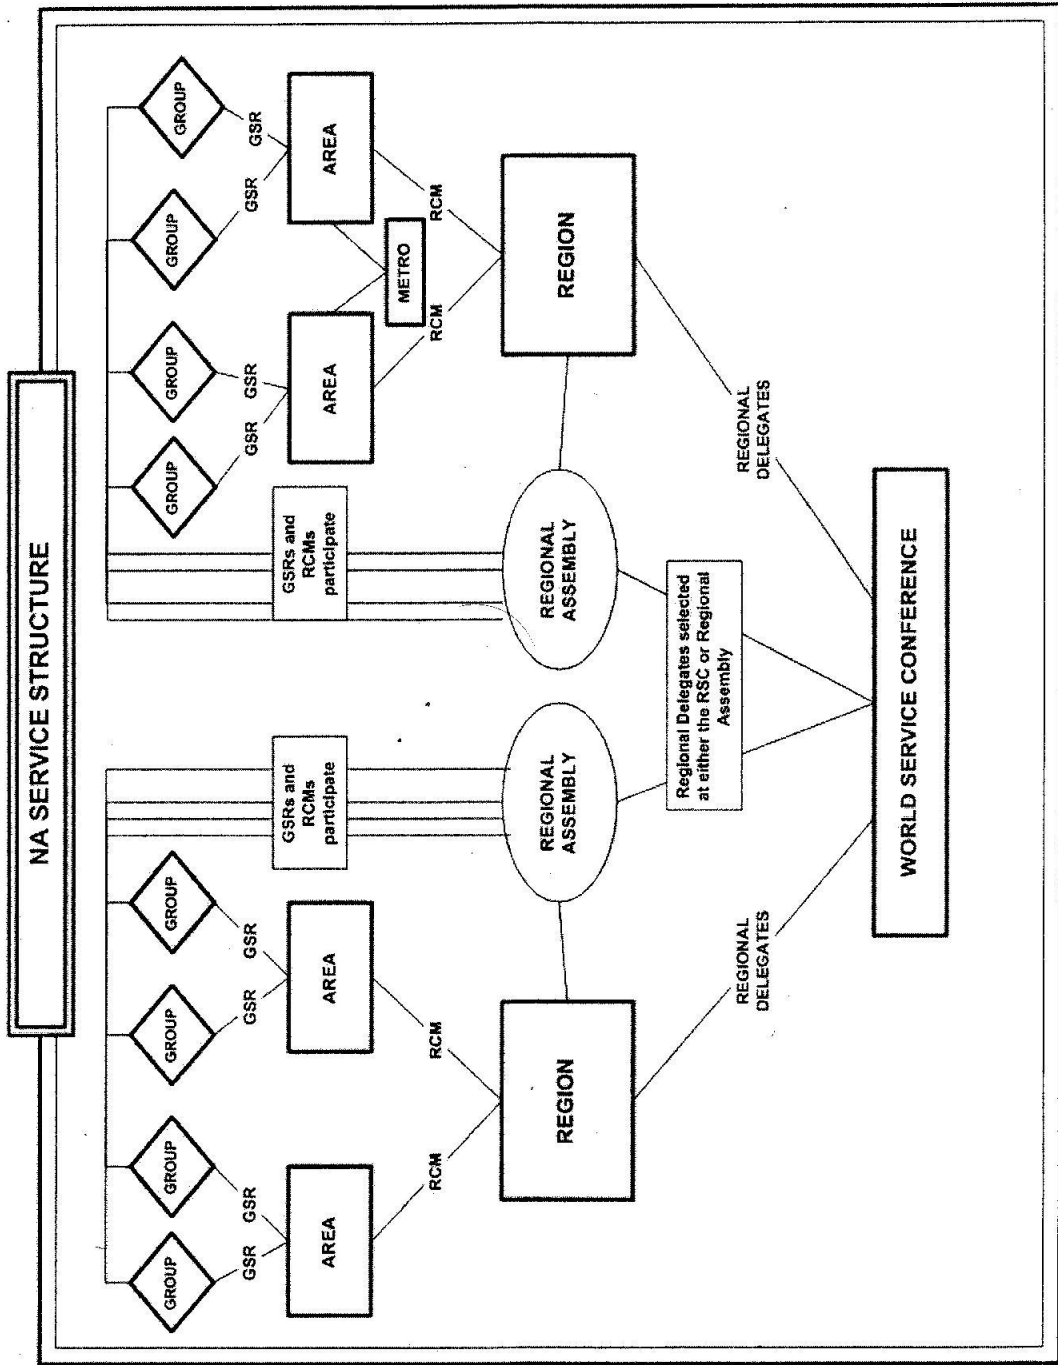 NA SERVICE STRUCTURE
GROUP
GROUP
GROUP
GROUP
GROUP
GROUP
GROUP
GROUP
GSR
GSR
GSR
GSR
GSR
GSR
GSR
GSR
AREA
AREA
GSRs and
RCMs
participate
GSRs and
RCMs
participate
AREA
AREA
METRO
RCM
RCM
RCM
RCM
REGION
REGIONAL
ASSEMBLY
REGIONAL
ASSEMBLY
REGION
Regional Delegates selected
at either the RSC or Regional
Assembly
REGIONAL
DELEGATES
REGIONAL
DELEGATES
WORLD SERVICE CONFERENCE